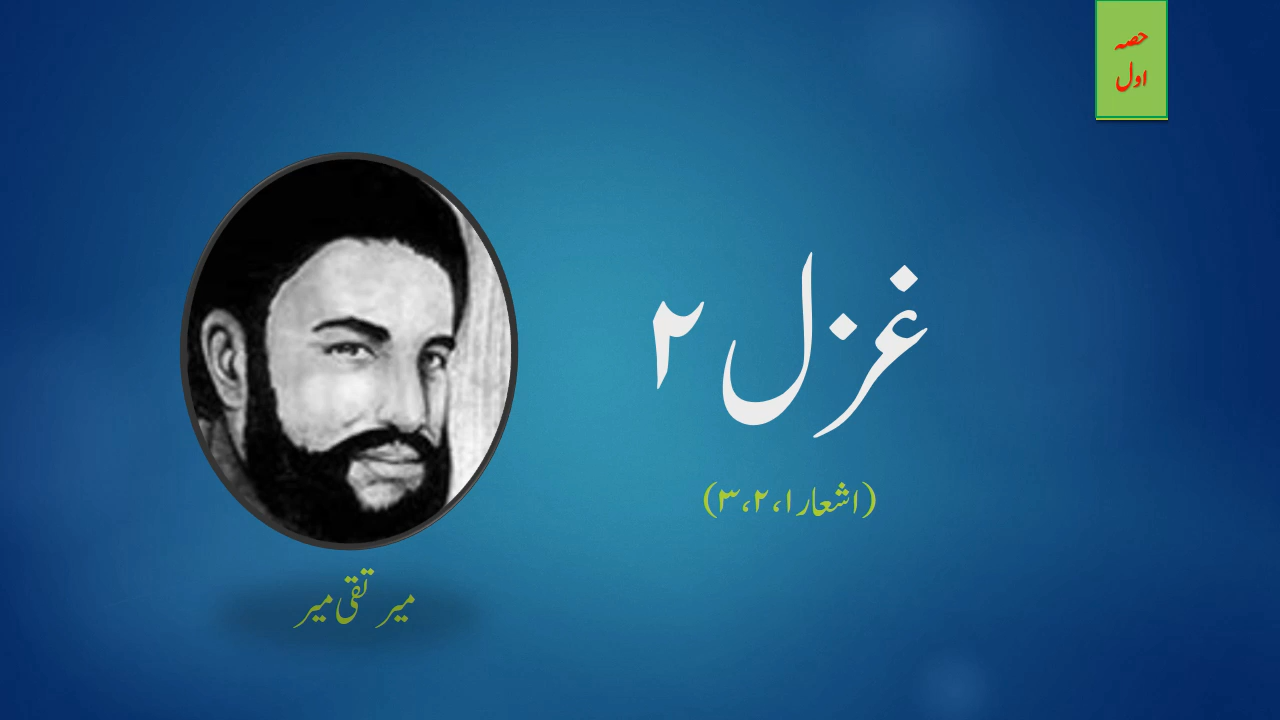 حصہ
اول
غزل ۲
(اشعار ۱، ۲، ۳)
میر تقی میر